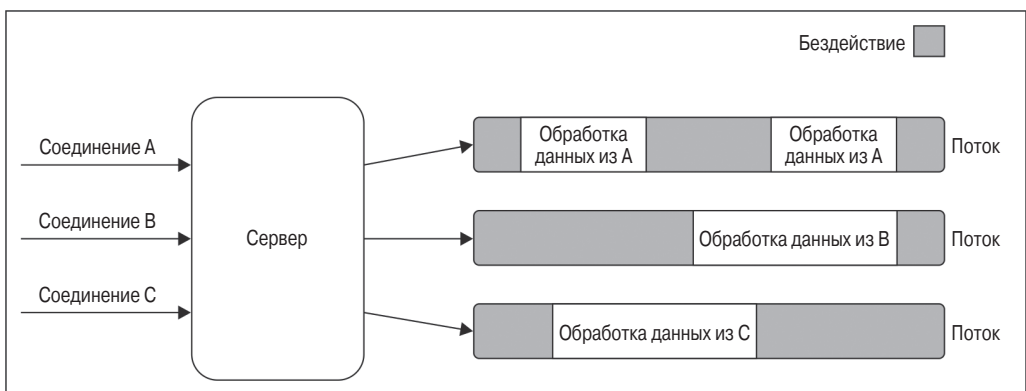 Бездействие
Соединение A
Соединение B
Соединение C
Сервер
Обработка
данных из A
Обработка
данных из A
Поток
Обработка данных из B
Поток
Обработка данных из C
Поток